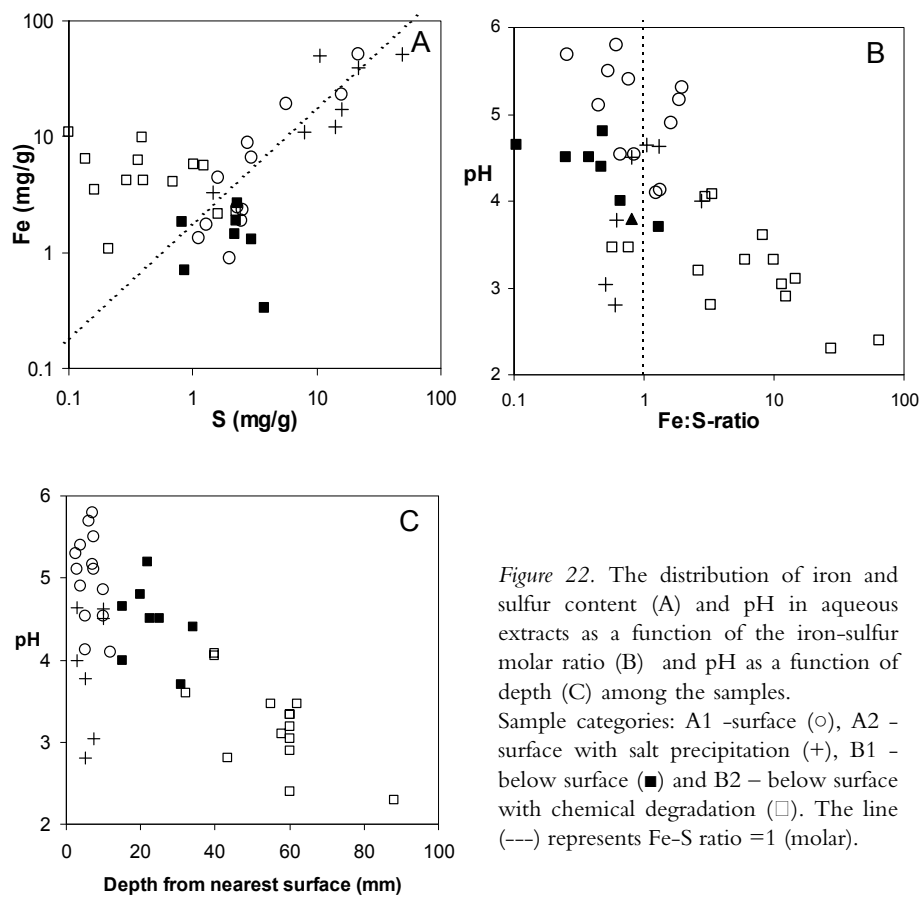 A
100
10
1
0.1
Fe (mg/g)
0.1 1 10 100
S (mg/g)
B
6
5
4
3
2
pH
0.1 1 10 100
Fe:S-ratio
C
6
5
4
3
2
pH
0 20 40 60 80 100
Depth from nearest surface (mm)
Figure 22. The distribution of iron and
sulfur content (A) and pH in aqueous
extracts as a function of the iron-sulfur
molar ratio (B) and pH as a function of
depth (C) among the samples.
Sample categories: A1 -surface (○), A2 -
surface with salt precipitation (+), B1 -
below surface (■) and B2 – below surface
with chemical degradation (□). The line
(---) represents Fe-S ratio =1 (molar).